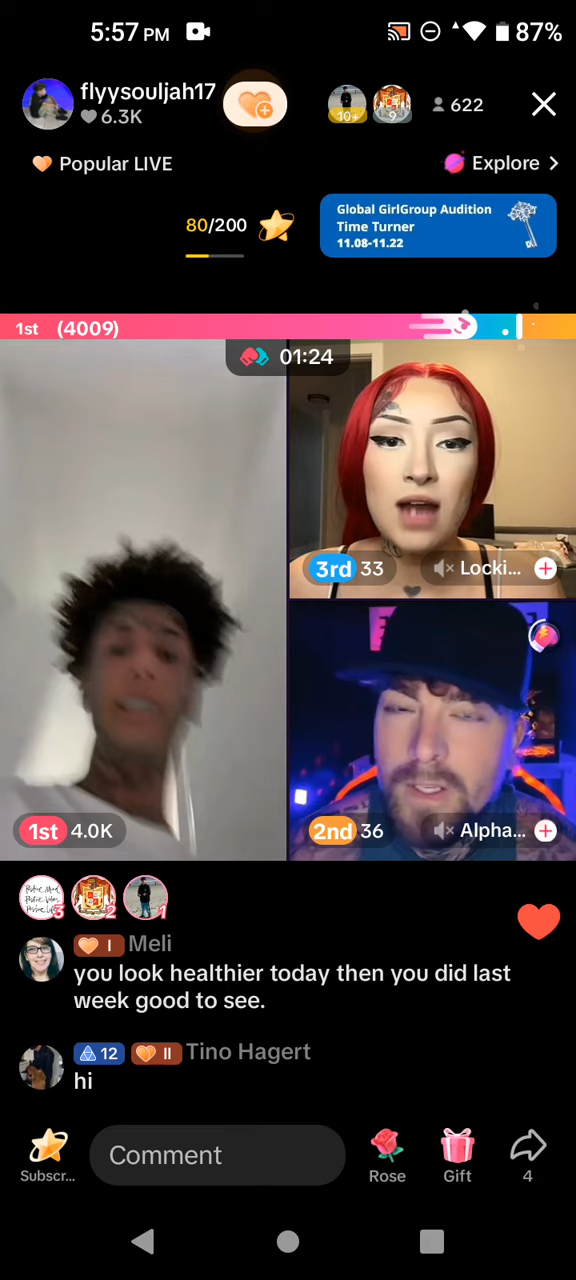 5:57 PM
87%
flyysouljah17
6.3K
10+
9
622
Popular LIVE
Explore >
80/200
Global GirlGroup Audition
Time Turner
11.08-11.22
1st (4009)
01:24
3rd 33
Locki...
1st 4.0K
2nd 36
Alpha...
3
2
1
I Meli
you look healthier today then you did last
week good to see.
12 II Tino Hagert
hi
Subscr...
Comment
Rose
Gift
4